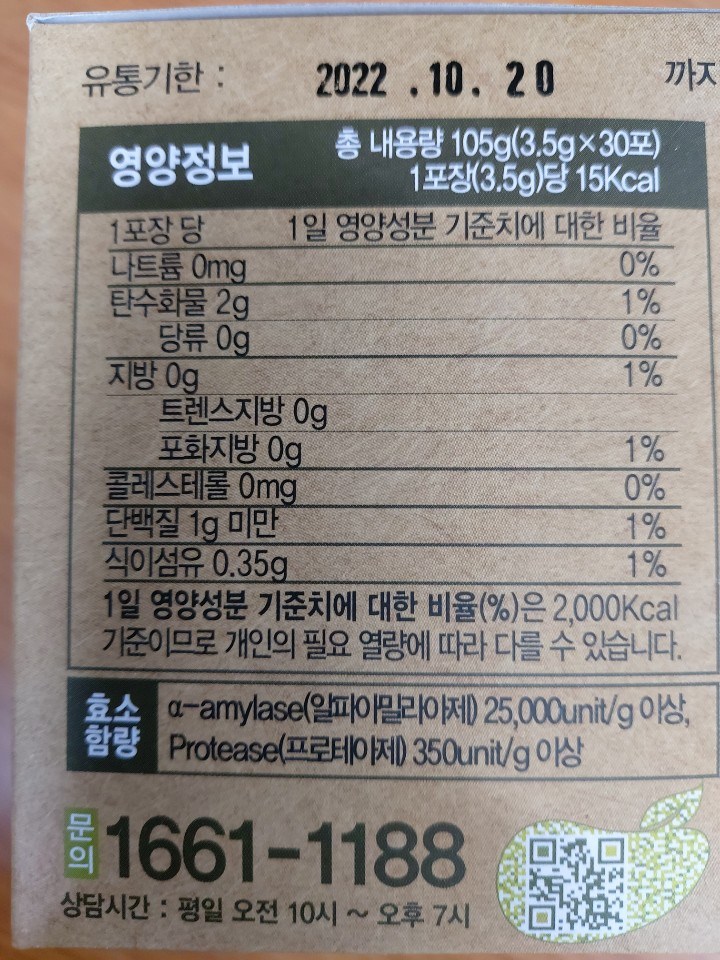 유통기한 : 2022 . 10 . 20 까지
영양정보
총 내용량 105g(3.5g×30포)
1포장(3.5g)당 15Kcal
1포장 당 1일 영양성분 기준치에 대한 비율
나트륨 0mg 0%
탄수화물 2g 1%
당류 0g 0%
지방 0g 1%
트렌스지방 0g
포화지방 0g 1%
콜레스테롤 0mg 0%
단백질 1g 미만 1%
식이섬유 0.35g 1%
1일 영양성분 기준치에 대한 비율(%)은 2,000Kcal
기준이므로 개인의 필요 열량에 따라 다를 수 있습니다.
효소
함량
α-amylase(알파아밀라아제) 25,000unit/g 이상,
Protease(프로테아제) 350unit/g 이상
문의 1661-1188
상담시간 : 평일 오전 10시 ~ 오후 7시